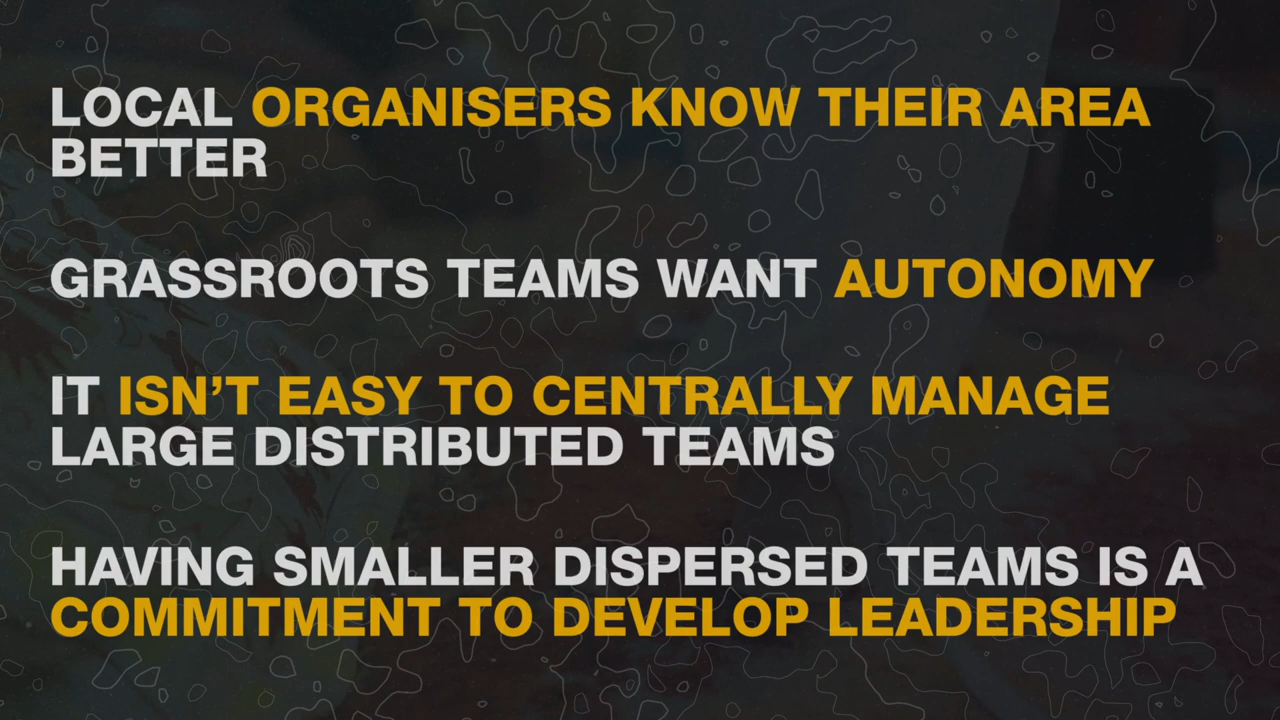 LOCAL ORGANISERS KNOW THEIR AREA
BETTER
GRASSROOTS TEAMS WANT AUTONOMY
IT ISN’T EASY TO CENTRALLY MANAGE
LARGE DISTRIBUTED TEAMS
HAVING SMALLER DISPERSED TEAMS IS A
COMMITMENT TO DEVELOP LEADERSHIP